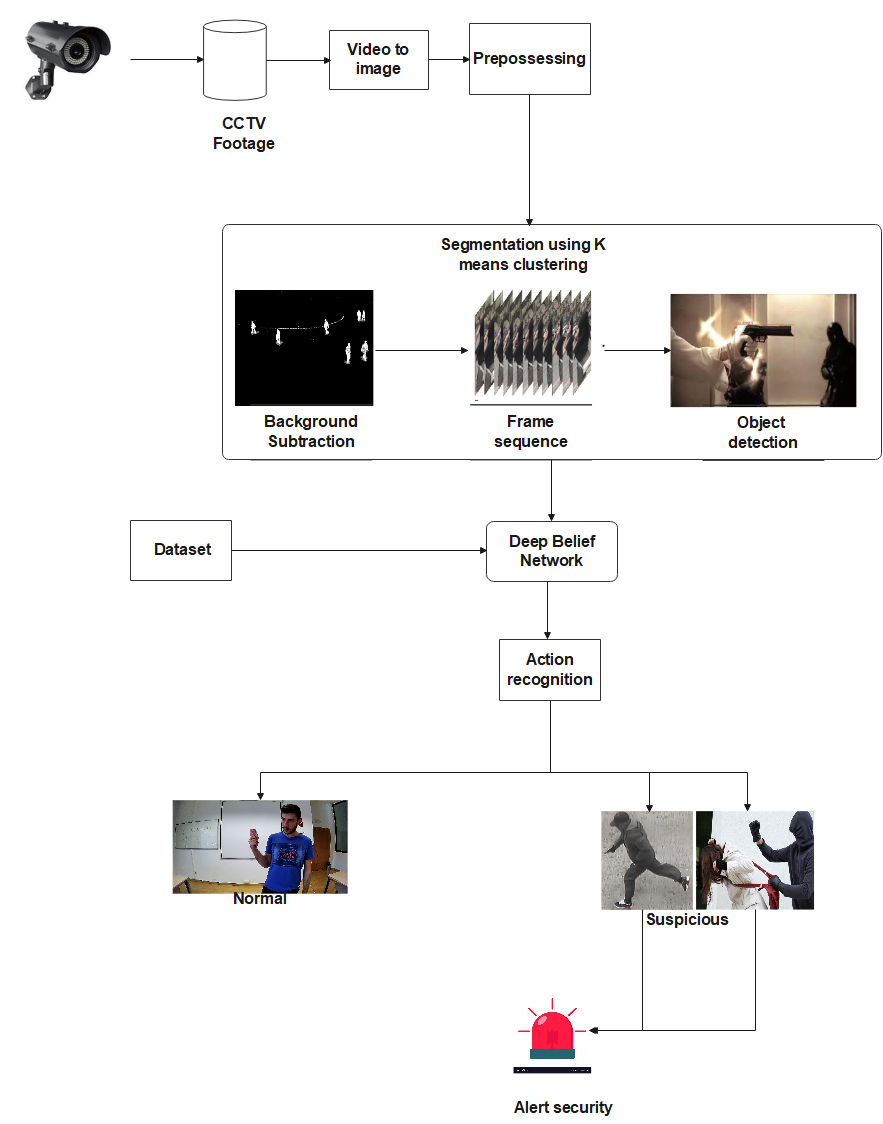 Video to
image
Prepossessing
CCTV
Footage
Segmentation using K
means clustering
Background
Subtraction
Frame
sequence
Object
detection
Dataset
Deep Belief
Network
Action
recognition
Normal
Suspicious
Alert security